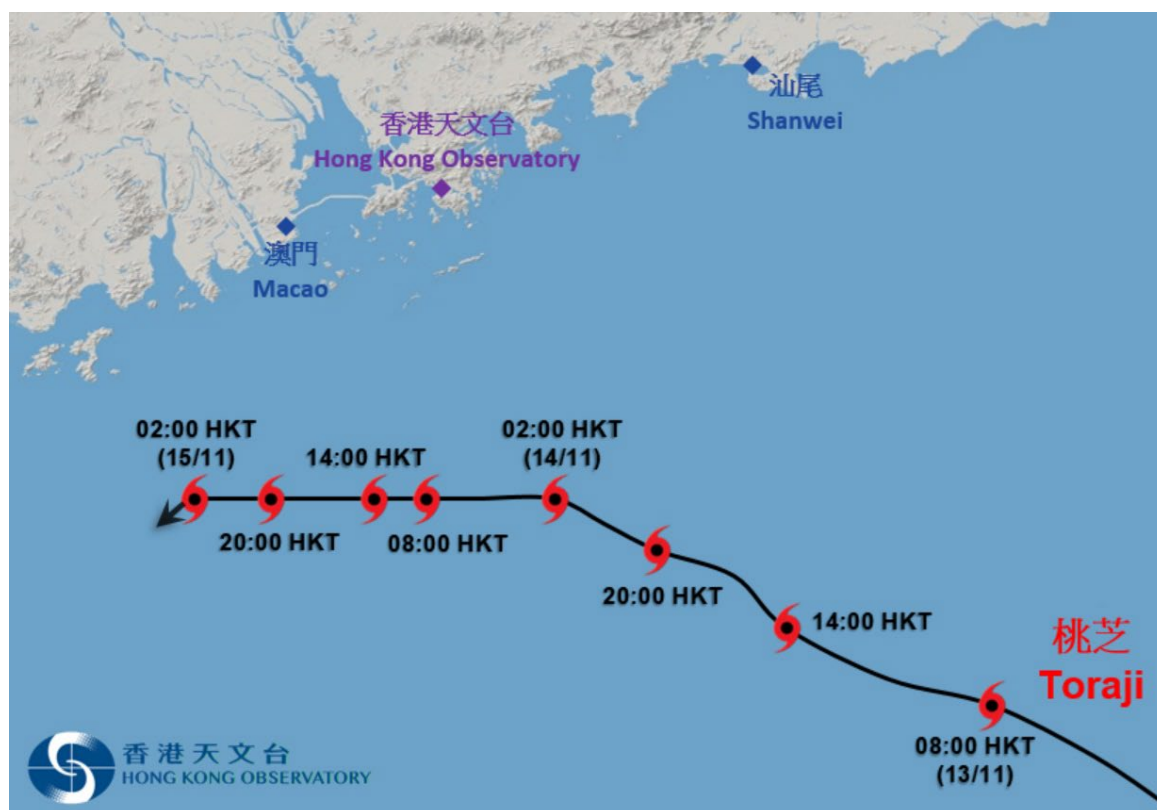 汕尾
Shanwei
香港天文台
Hong Kong Observatory
澳門
Macao
02:00 HKT
(15/11)
14:00 HKT
02:00 HKT
(14/11)
20:00 HKT
08:00 HKT
20:00 HKT
14:00 HKT
桃芝
Toraji
08:00 HKT
(13/11)
香港天文台
HONG KONG OBSERVATORY